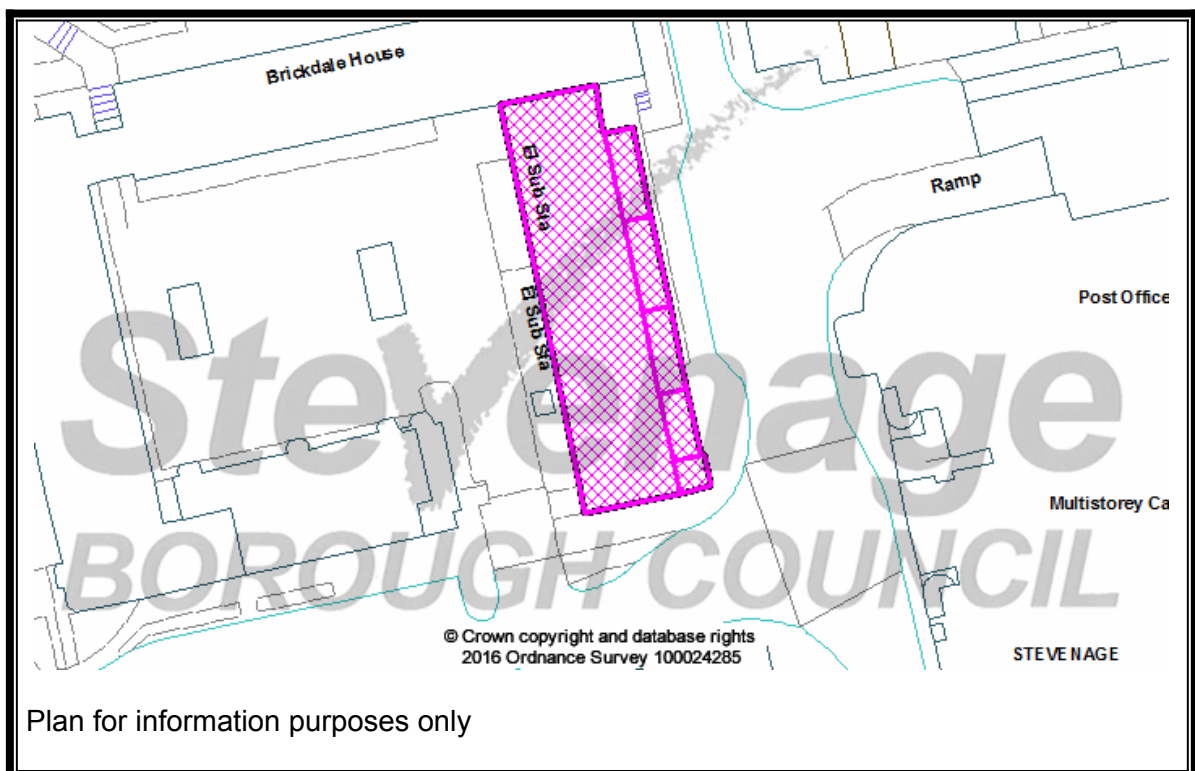 Brickdale House
El Sub Sta
Ramp
El Sub Sta
Post Office
Stevenage
Multistorey Ca
BOROUGH COUNCIL
© Crown copyright and database rights
2016 Ordnance Survey 100024285
STEVENAGE
Plan for information purposes only